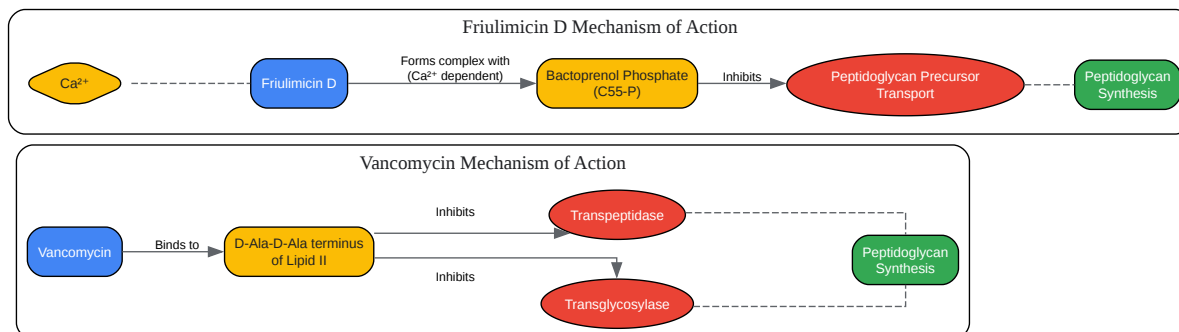 Friulimicin D Mechanism of Action
Ca²⁺
Friulimicin D
Forms complex with
(Ca²⁺ dependent)
Bactoprenol Phosphate
(C55-P)
Inhibits
Peptidoglycan Precursor
Transport
Peptidoglycan
Synthesis
Vancomycin Mechanism of Action
Vancomycin
Binds to
D-Ala-D-Ala terminus
of Lipid II
Inhibits
Transpeptidase
Inhibits
Transglycosylase
Peptidoglycan
Synthesis